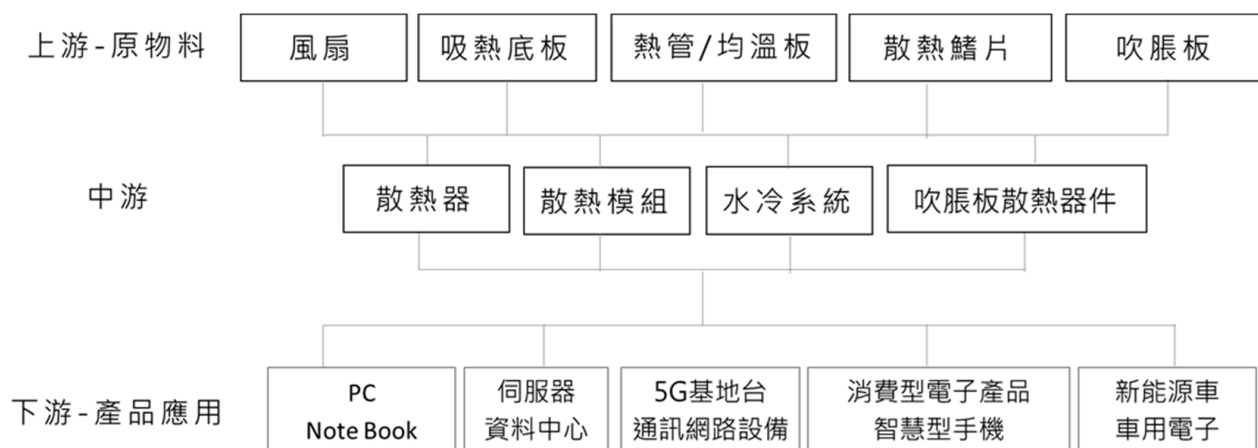 上游-原物料
風扇
吸熱底板
熱管/均溫板
散熱鰭片
吹脹板
中游
散熱器
散熱模組
水冷系統
吹脹板散熱器件
下游-產品應用
PC
Note Book
伺服器
資料中心
5G基地台
通訊網路設備
消費型電子產品
智慧型手機
新能源車
車用電子